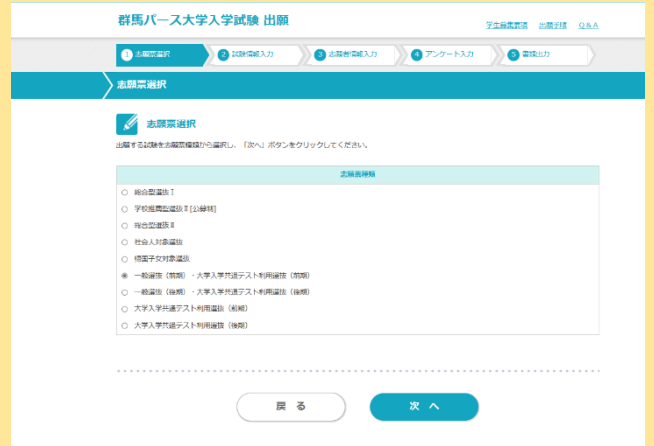 群馬パース大学入学試験 出願
学生募集要項 出願手順 Q&A
1 志願票選択 2 試験情報入力 3 志願者情報入力 4 アンケート入力 5 書類出力
志願票選択
志願票選択
出願する試験を志願票種類から選択し、「次へ」ボタンをクリックしてください。
志願票種類
総合型選抜Ⅰ
学校推薦型選抜Ⅱ[公募制]
総合型選抜Ⅱ
社会人対象選抜
帰国子女対象選抜
一般選抜（前期）・大学入学共通テスト利用選抜（前期）
一般選抜（後期）・大学入学共通テスト利用選抜（後期）
大学入学共通テスト利用選抜（前期）
大学入学共通テスト利用選抜（後期）
戻 る 次 へ